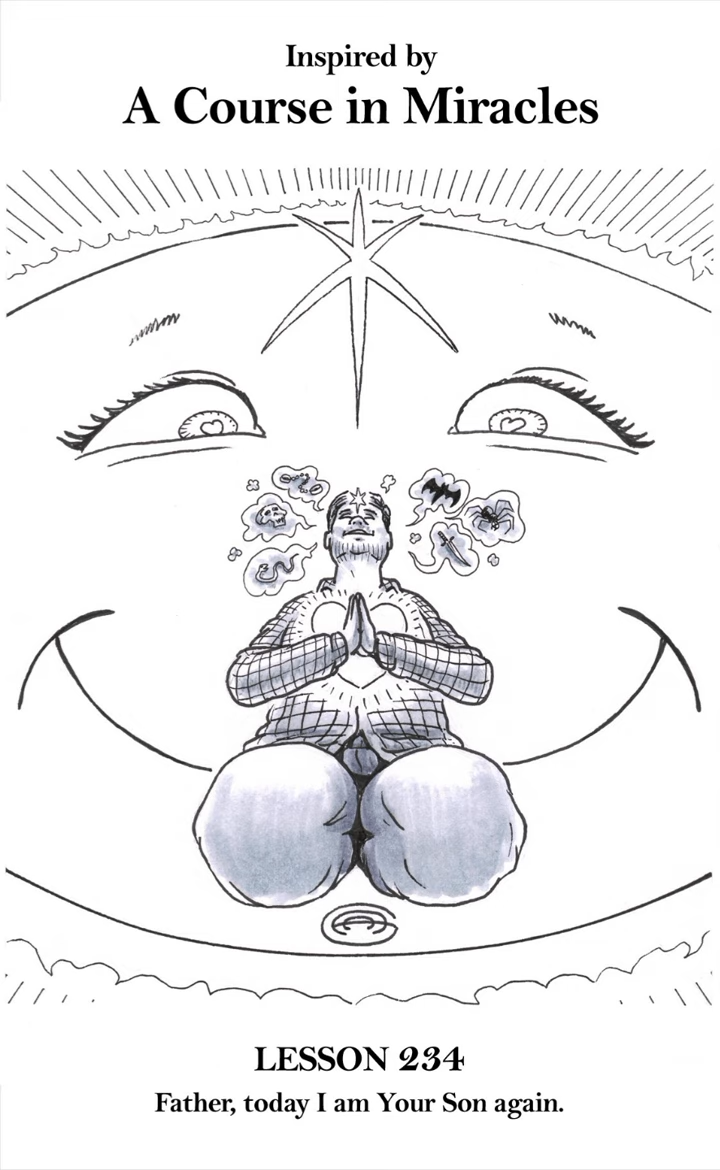 Inspired by
A Course in Miracles
LESSON 234
Father, today I am Your Son again.